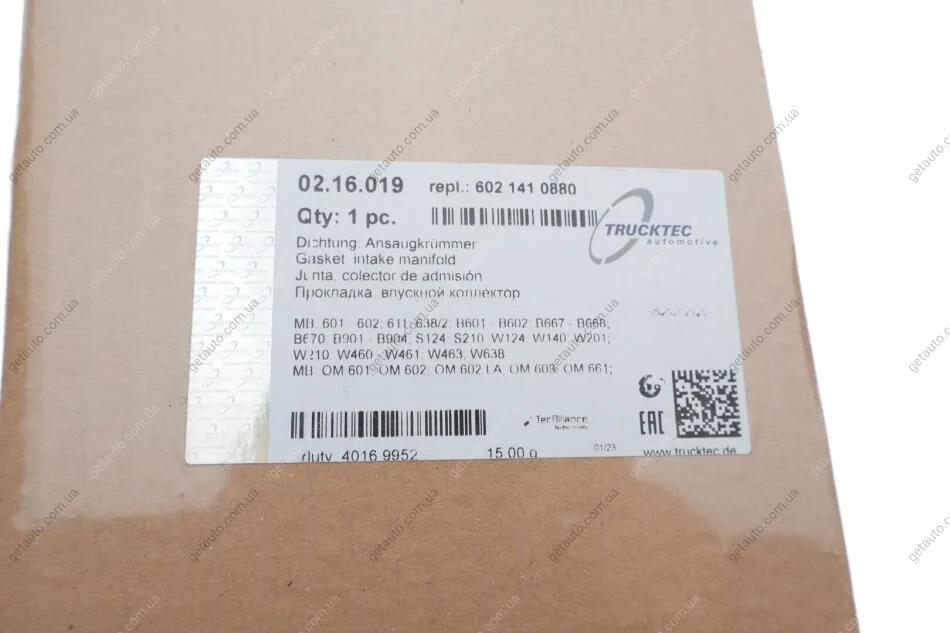 02.16.019 repl.: 602 141 0880
Qty: 1 pc.
TRUCKTEC
automotive
Dichtung, Ansaugkrümmer
Gasket, intake manifold
Junta, colector de admisión
Прокладка, впускной коллектор
MB: 601 - 602; 611; 638/2; B601 - B602; B667 - B668;
B670; B901 - B904; S124; S210; W124; W140; W201;
W210; W460 - W461; W463; W638
MB: OM 601; OM 602; OM 602 LA; OM 603; OM 661;
TecAlliance
EAC
4016 9952 15.00 g 01/23 www.trucktec.de
getauto.com.ua